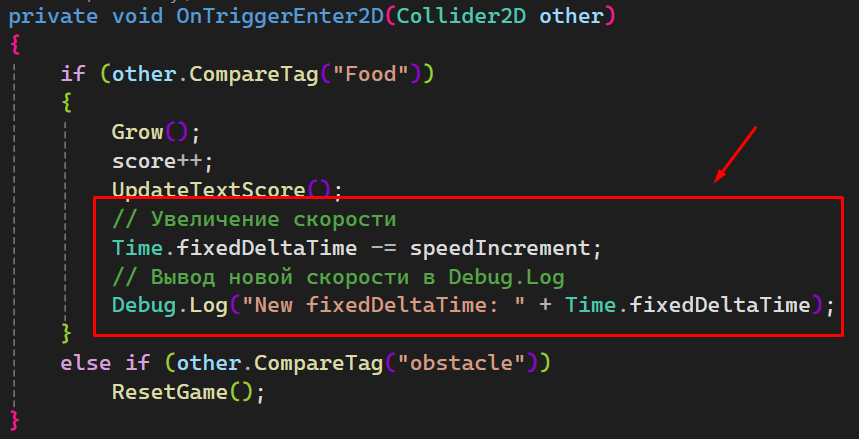 private void OnTriggerEnter2D(Collider2D other)
{
if (other.CompareTag("Food"))
{
Grow();
score++;
UpdateTextScore();
// Увеличение скорости
Time.fixedDeltaTime -= speedIncrement;
// Вывод новой скорости в Debug.Log
Debug.Log("New fixedDeltaTime: " + Time.fixedDeltaTime);
}
else if (other.CompareTag("obstacle"))
ResetGame();
}